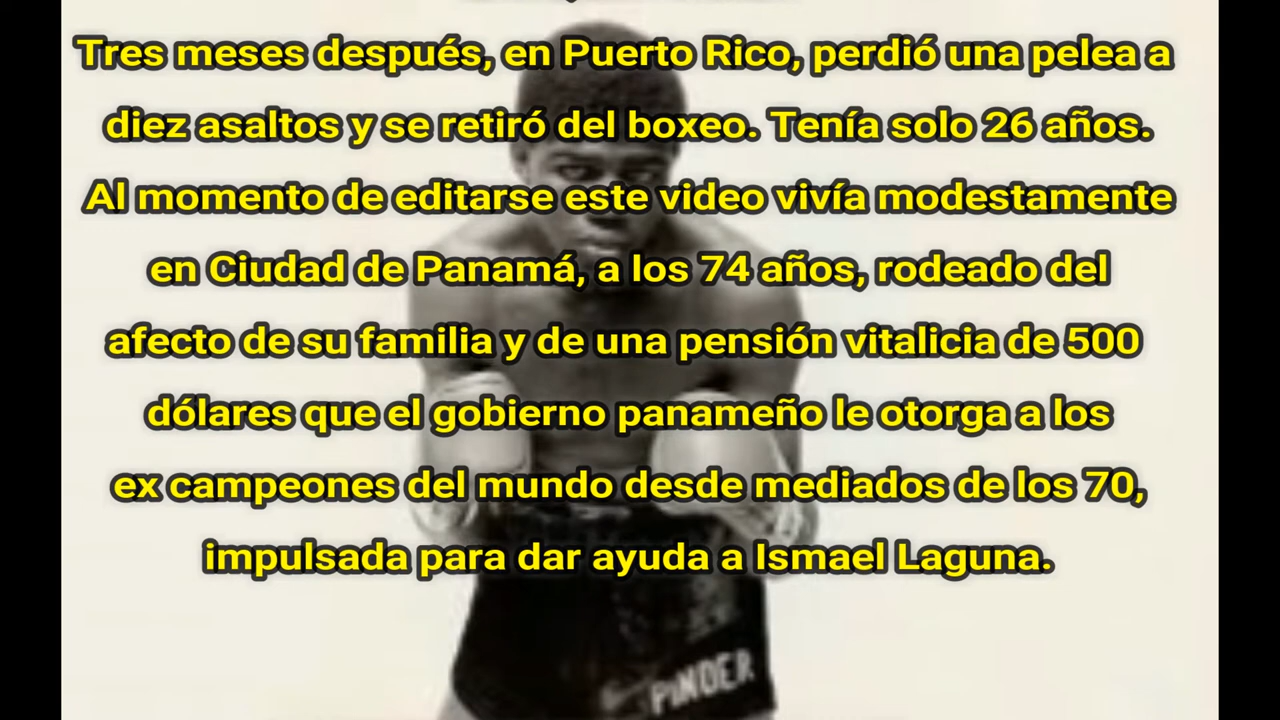 Tres meses después, en Puerto Rico, perdió una pelea a
diez asaltos y se retiró del boxeo. Tenía solo 26 años.
Al momento de editarse este video vivía modestamente
en Ciudad de Panamá, a los 74 años, rodeado del
afecto de su familia y de una pensión vitalicia de 500
dólares que el gobierno panameño le otorga a los
ex campeones del mundo desde mediados de los 70,
impulsada para dar ayuda a Ismael Laguna.
PINDER